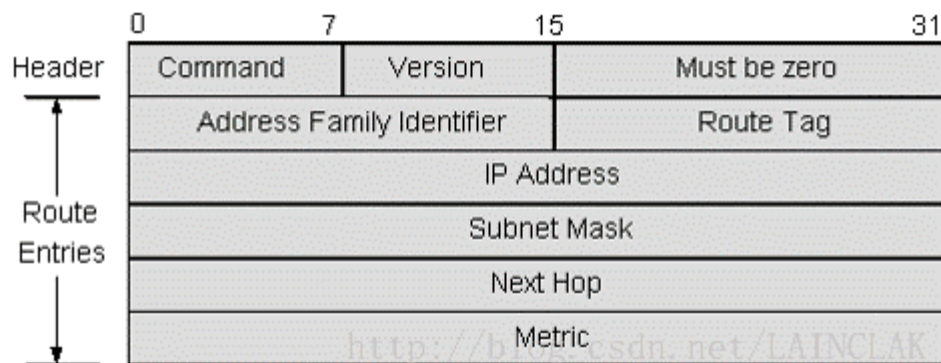 0 7 15 31
Header Command Version Must be zero
Address Family Identifier Route Tag
IP Address
Route
Entries
Subnet Mask
Next Hop
Metric
http://blog.csdn.net/LAINCLAK